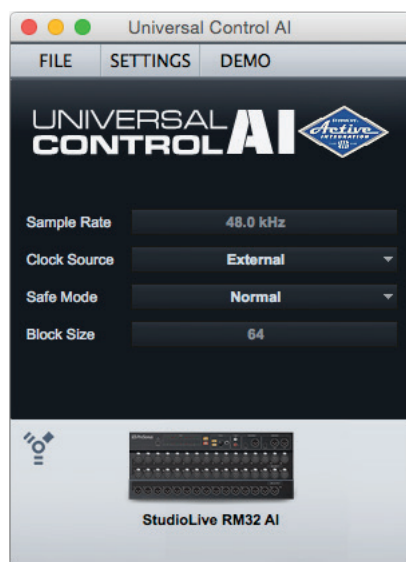 Universal Control AI
FILE SETTINGS DEMO
UNIVERSAL
CONTROL AI
Active
INTEGRATION
Sample Rate 48.0 kHz
Clock Source External
Safe Mode Normal
Block Size 64
StudioLive RM32 AI